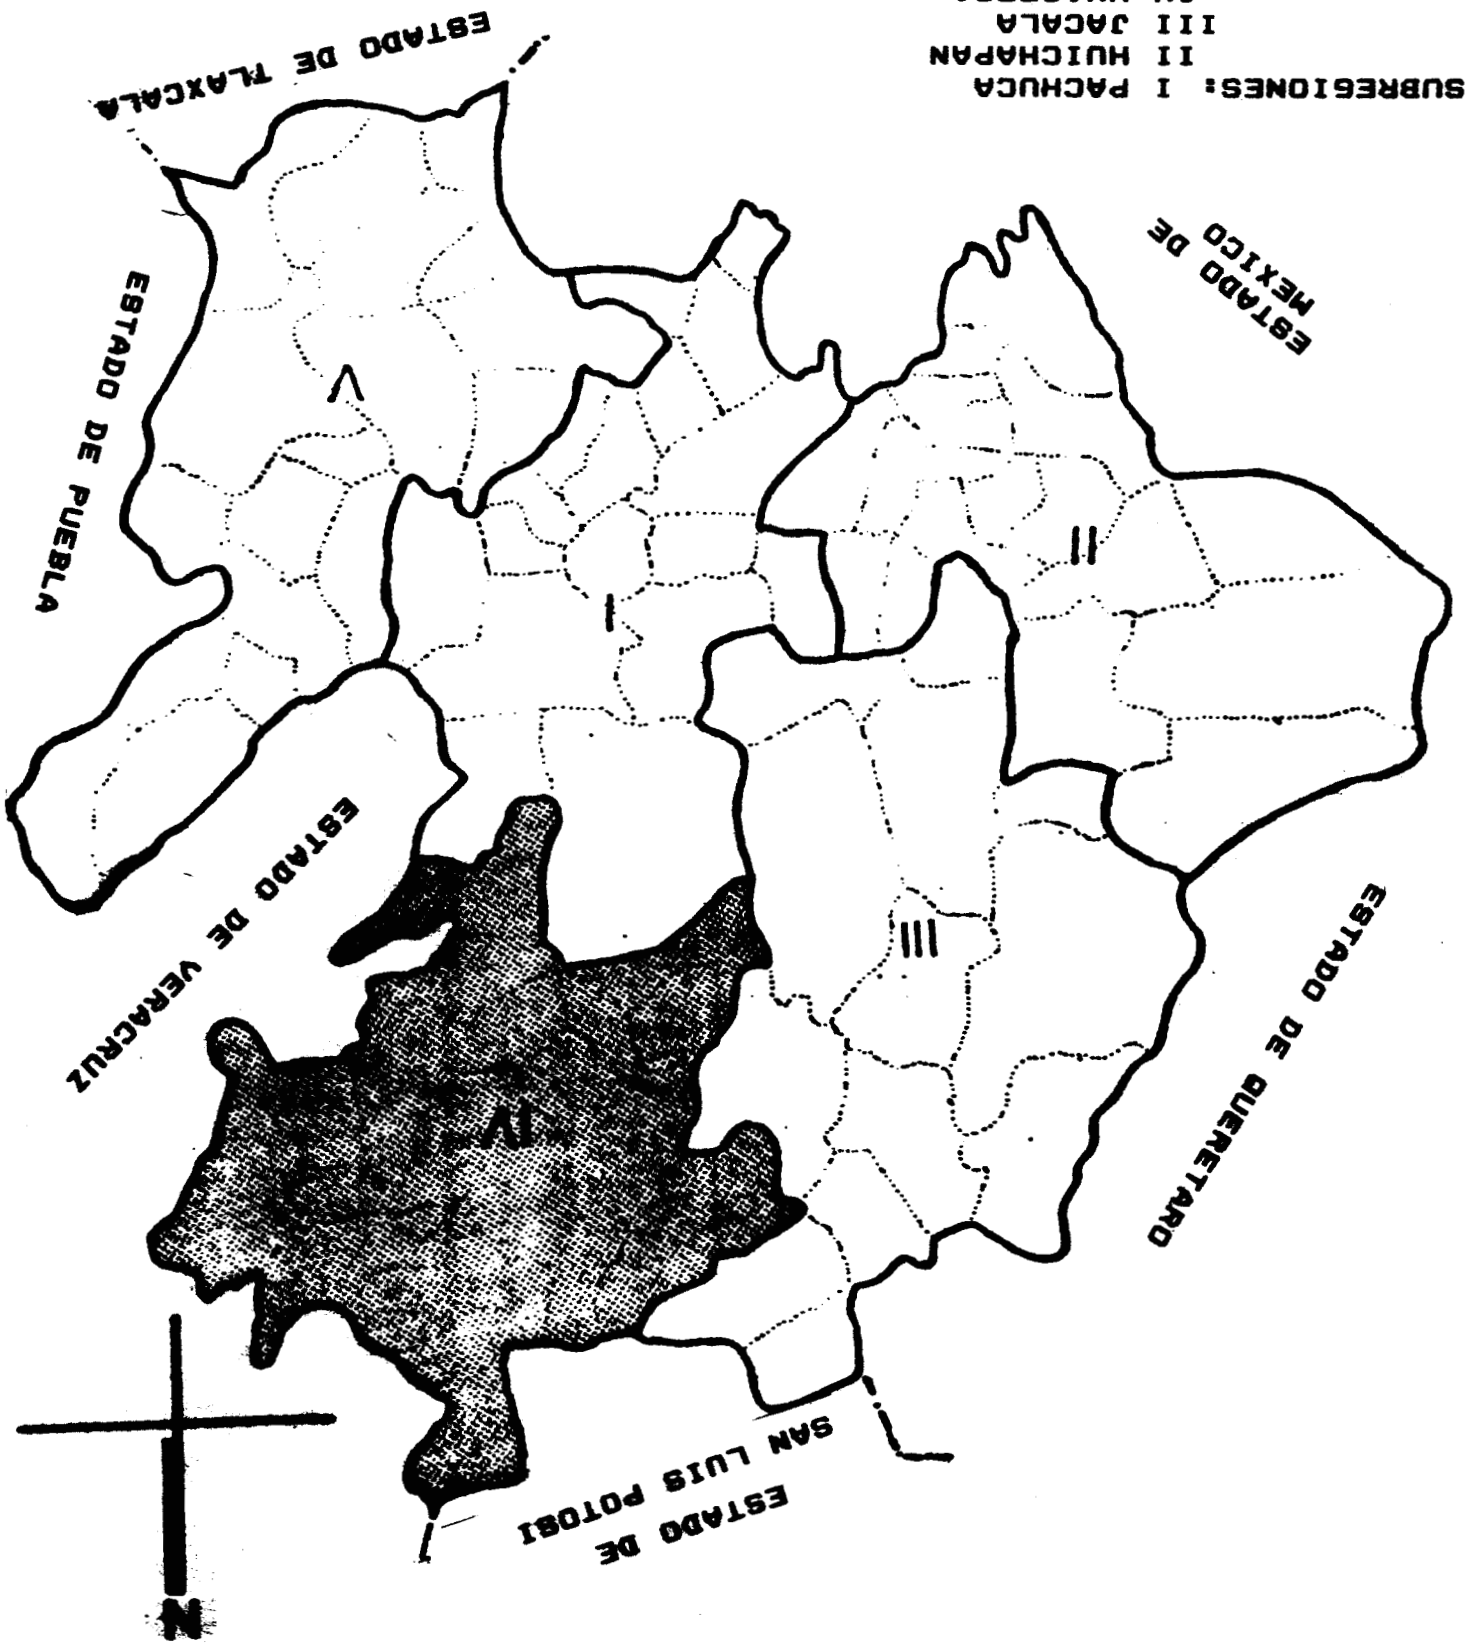 N
ESTADO DE
SAN LUIS POTOSI
IV
ESTADO DE QUERETARO
ESTADO DE VERACRUZ
III
I
II
ESTADO DE PUEBLA
V
ESTADO DE
MEXICO
ESTADO DE TLAXCALA
SUBREGIONES: I PACHUCA
II HUICHAPAN
III JACALA